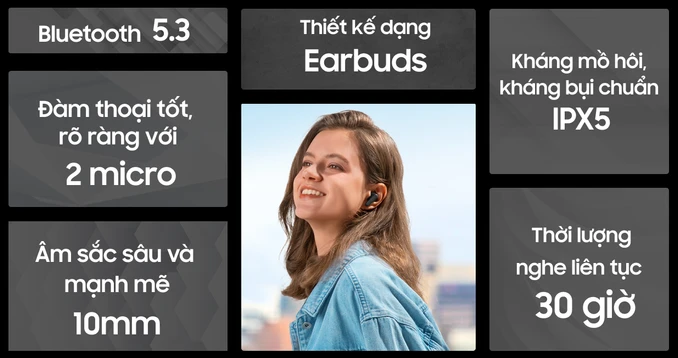 Bluetooth 5.3
Đàm thoại tốt,
rõ ràng với
2 micro
Âm sắc sâu và
mạnh mẽ
10mm
Thiết kế dạng
Earbuds
Kháng mồ hôi,
kháng bụi chuẩn
IPX5
Thời lượng
nghe liên tục
30 giờ